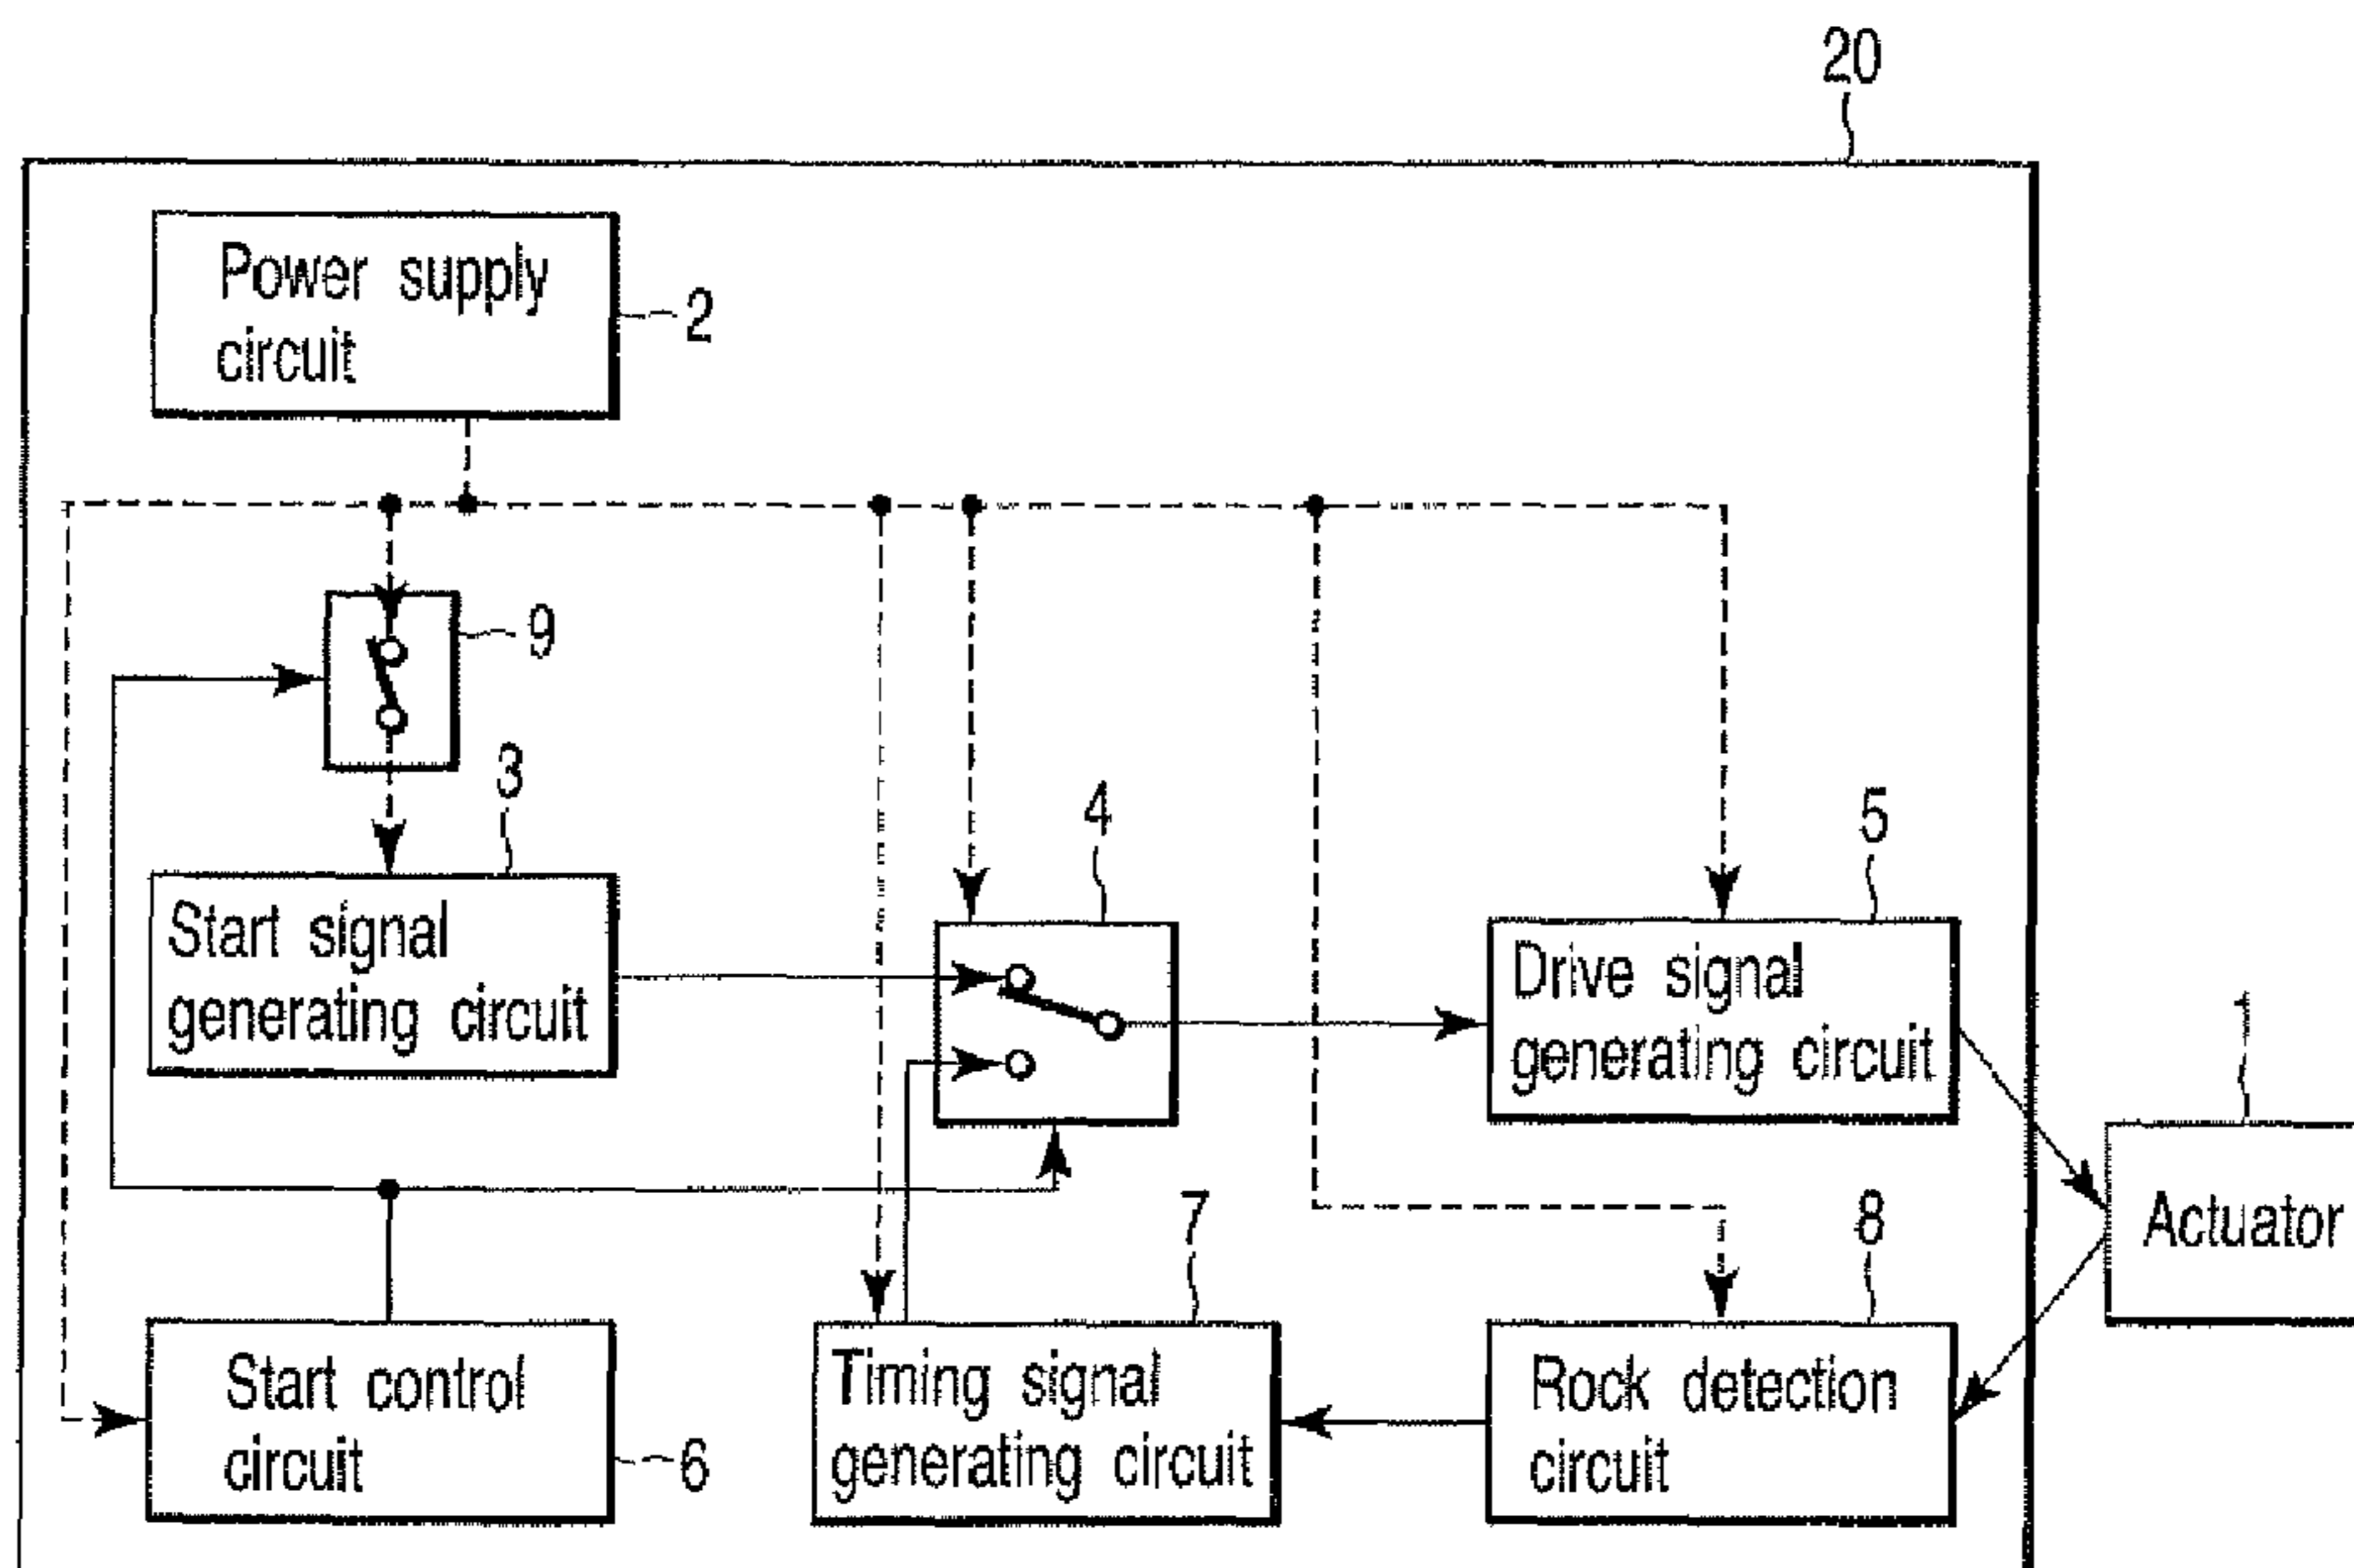 20
Power supply
circuit
2
9
3
4
5
Start signal
generating circuit
Drive signal
generating circuit
1
Actuator
7
8
Start control
circuit
6
Timing signal
generating circuit
Rock detection
circuit